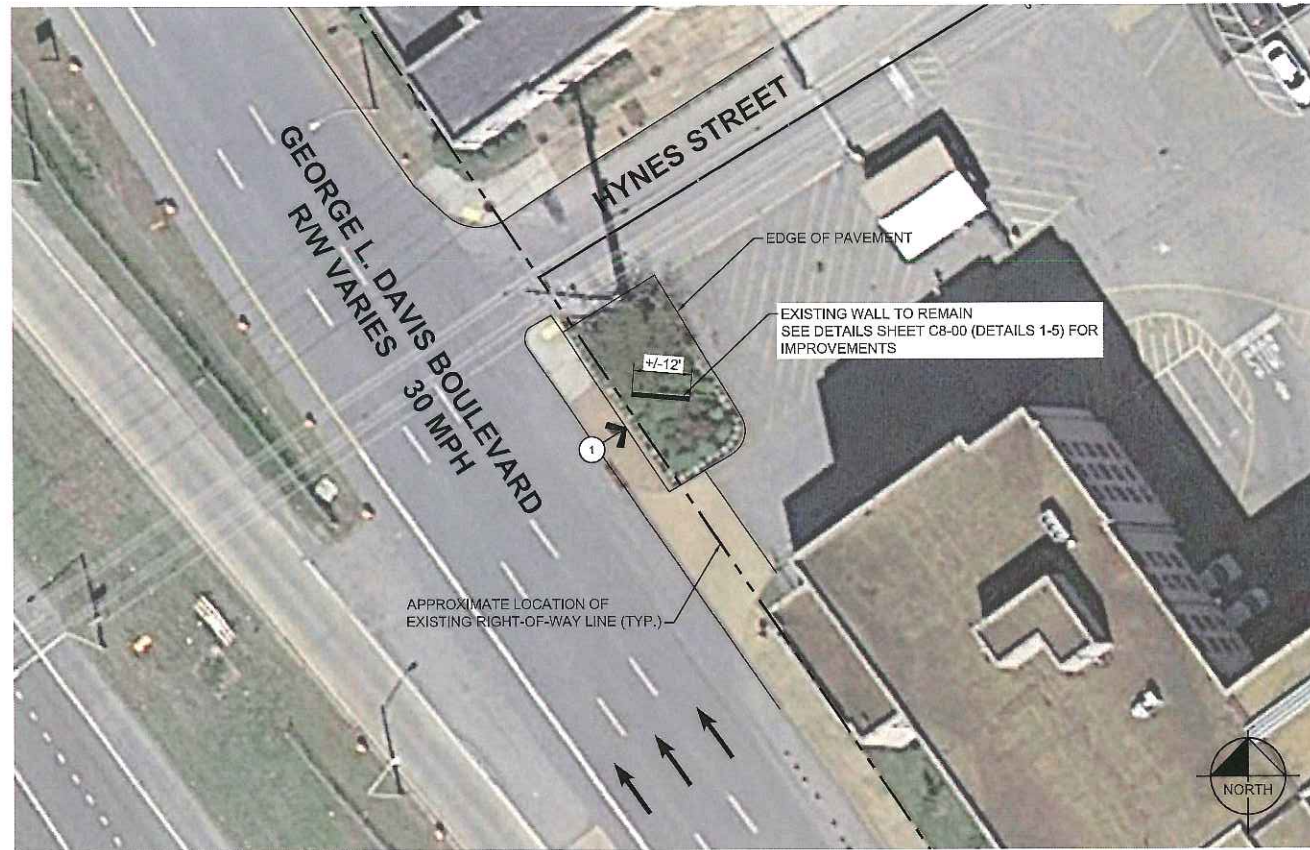 GEORGE L. DAVIS BOULEVARD
R/W VARIES
30 MPH
HYNES STREET
EDGE OF PAVEMENT
EXISTING WALL TO REMAIN
SEE DETAILS SHEET C8-00 (DETAILS 1-5) FOR
IMPROVEMENTS
+/-12'
1
APPROXIMATE LOCATION OF
EXISTING RIGHT-OF-WAY LINE (TYP.)
NORTH